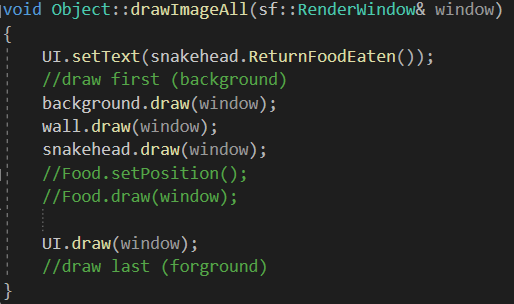 void Object::drawImageAll(sf::RenderWindow& window)
{
UI.setText(snakehead.ReturnFoodEaten());
//draw first (background)
background.draw(window);
wall.draw(window);
snakehead.draw(window);
//Food.setPosition();
//Food.draw(window);
UI.draw(window);
//draw last (forground)
}